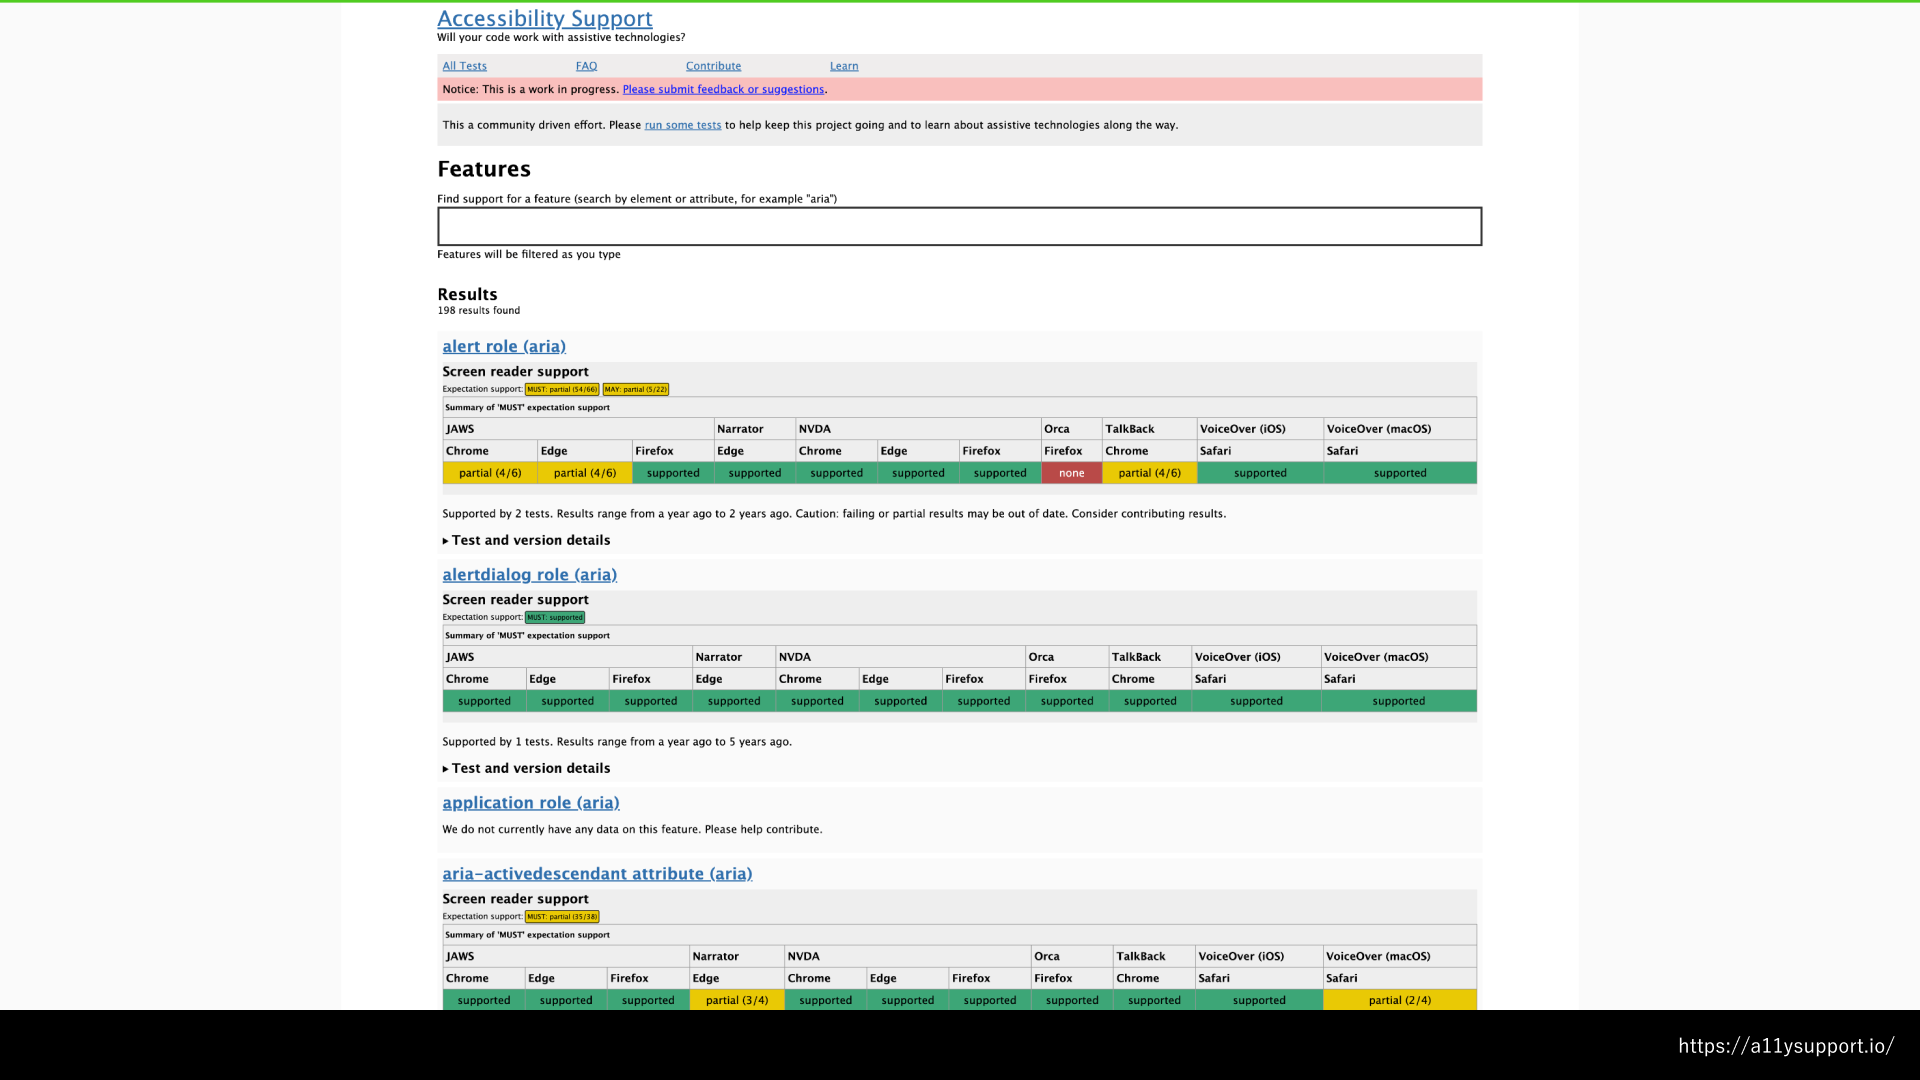 Accessibility Support
Will your code work with assistive technologies?
All Tests FAQ Contribute Learn
Notice: This is a work in progress. Please submit feedback or suggestions.
This a community driven effort. Please run some tests to help keep this project going and to learn about assistive technologies along the way.
Features
Find support for a feature (search by element or attribute, for example "aria")
Features will be filtered as you type
Results
198 results found
alert role (aria)
Screen reader support
Expectation support: MUST: partial (54/66) MAY: partial (5/22)
Summary of 'MUST' expectation support
JAWS Narrator NVDA Orca TalkBack VoiceOver (iOS) VoiceOver (macOS)
Chrome Edge Firefox Edge Chrome Edge Firefox Firefox Chrome Safari Safari
partial (4/6) partial (4/6) supported supported supported supported supported none partial (4/6) supported supported
Supported by 2 tests. Results range from a year ago to 2 years ago. Caution: failing or partial results may be out of date. Consider contributing results.
▸ Test and version details
alertdialog role (aria)
Screen reader support
Expectation support: MUST: supported
Summary of 'MUST' expectation support
JAWS Narrator NVDA Orca TalkBack VoiceOver (iOS) VoiceOver (macOS)
Chrome Edge Firefox Edge Chrome Edge Firefox Firefox Chrome Safari Safari
supported supported supported supported supported supported supported supported supported supported supported
Supported by 1 tests. Results range from a year ago to 5 years ago.
▸ Test and version details
application role (aria)
We do not currently have any data on this feature. Please help contribute.
aria-activedescendant attribute (aria)
Screen reader support
Expectation support: MUST: partial (35/38)
Summary of 'MUST' expectation support
JAWS Narrator NVDA Orca TalkBack VoiceOver (iOS) VoiceOver (macOS)
Chrome Edge Firefox Edge Chrome Edge Firefox Firefox Chrome Safari Safari
supported supported supported partial (3/4) supported supported supported supported supported supported partial (2/4)
https://a11ysupport.io/